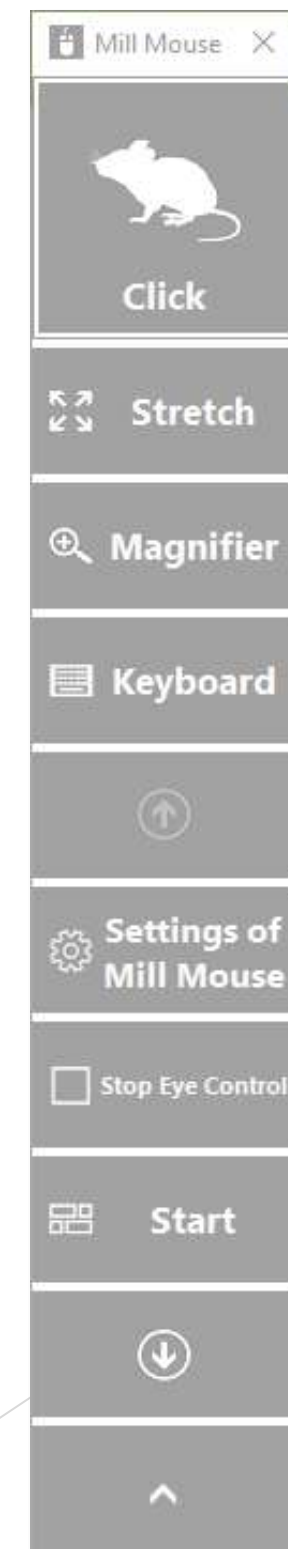 Mill Mouse
Click
Stretch
Magnifier
Keyboard
Settings of
Mill Mouse
Stop Eye Control
Start